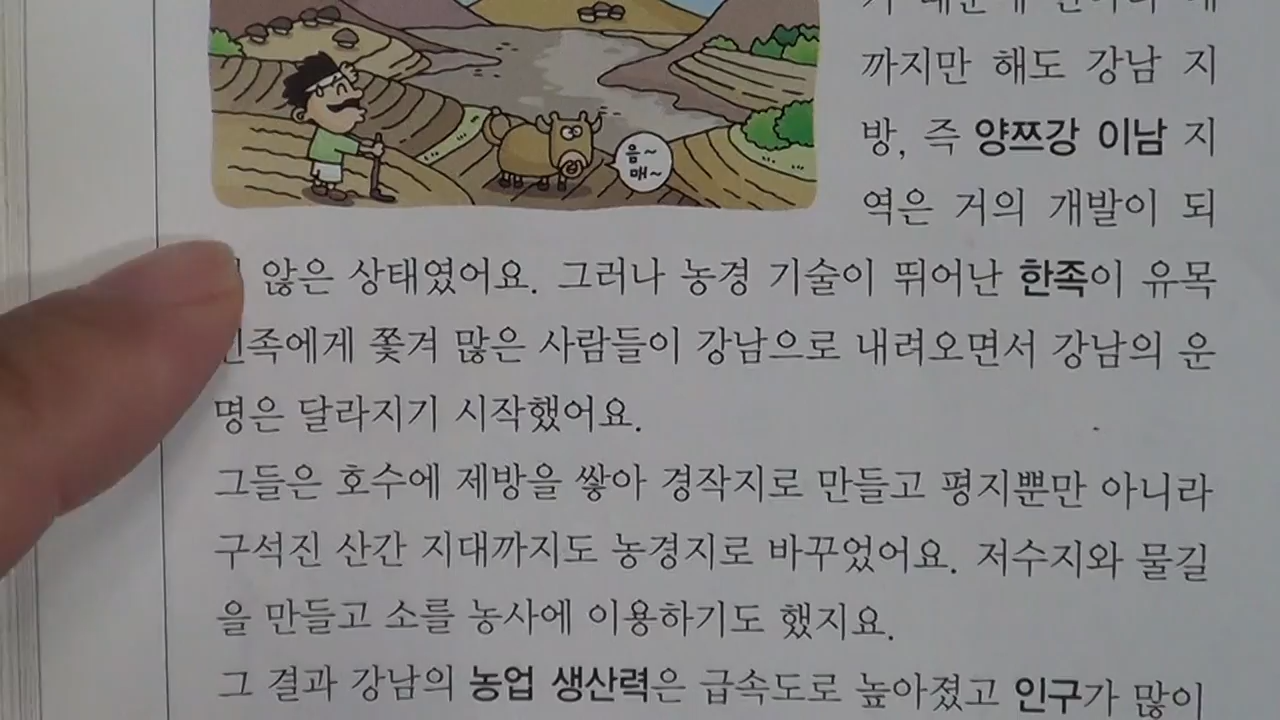 음~
매~
까지만 해도 강남 지
방, 즉 양쯔강 이남 지
역은 거의 개발이 되
않은 상태였어요. 그러나 농경 기술이 뛰어난 한족이 유목
쫓겨 많은 사람들이 강남으로 내려오면서 강남의 운
명은 달라지기 시작했어요.
그들은 호수에 제방을 쌓아 경작지로 만들고 평지뿐만 아니라
구석진 산간 지대까지도 농경지로 바꾸었어요. 저수지와 물길
을 만들고 소를 농사에 이용하기도 했지요.
그 결과 강남의 농업 생산력은 급속도로 높아졌고 인구가 많이